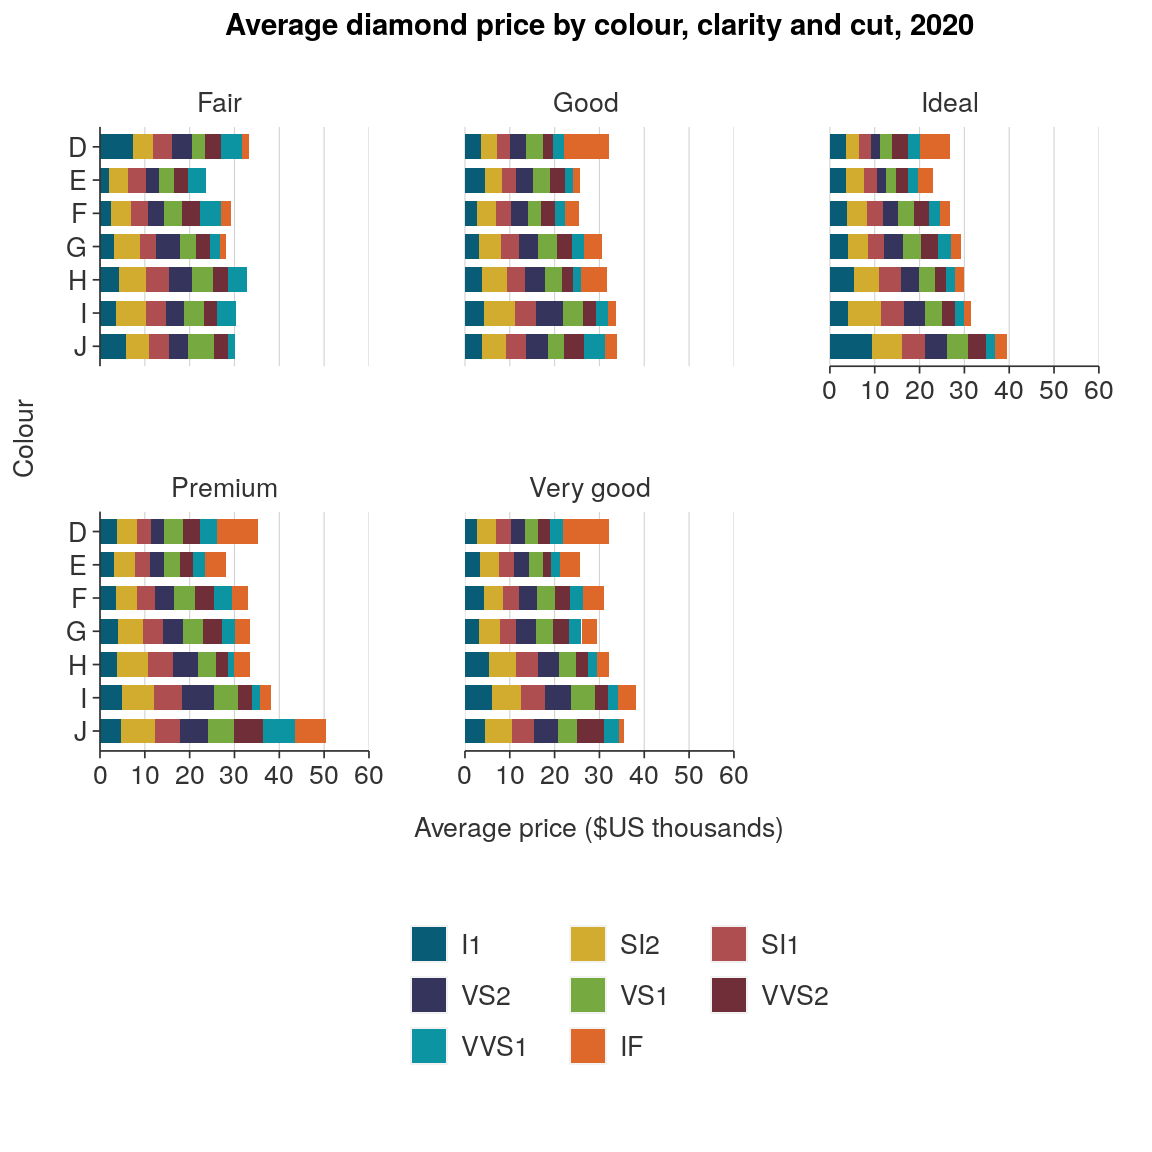 Average diamond price by colour, clarity and cut, 2020
Fair
Good
Ideal
D
E
F
G
H
I
J
0 10 20 30 40 50 60
Colour
Premium
Very good
D
E
F
G
H
I
J
0 10 20 30 40 50 60
0 10 20 30 40 50 60
Average price ($US thousands)
I1
SI2
SI1
VS2
VS1
VVS2
VVS1
IF